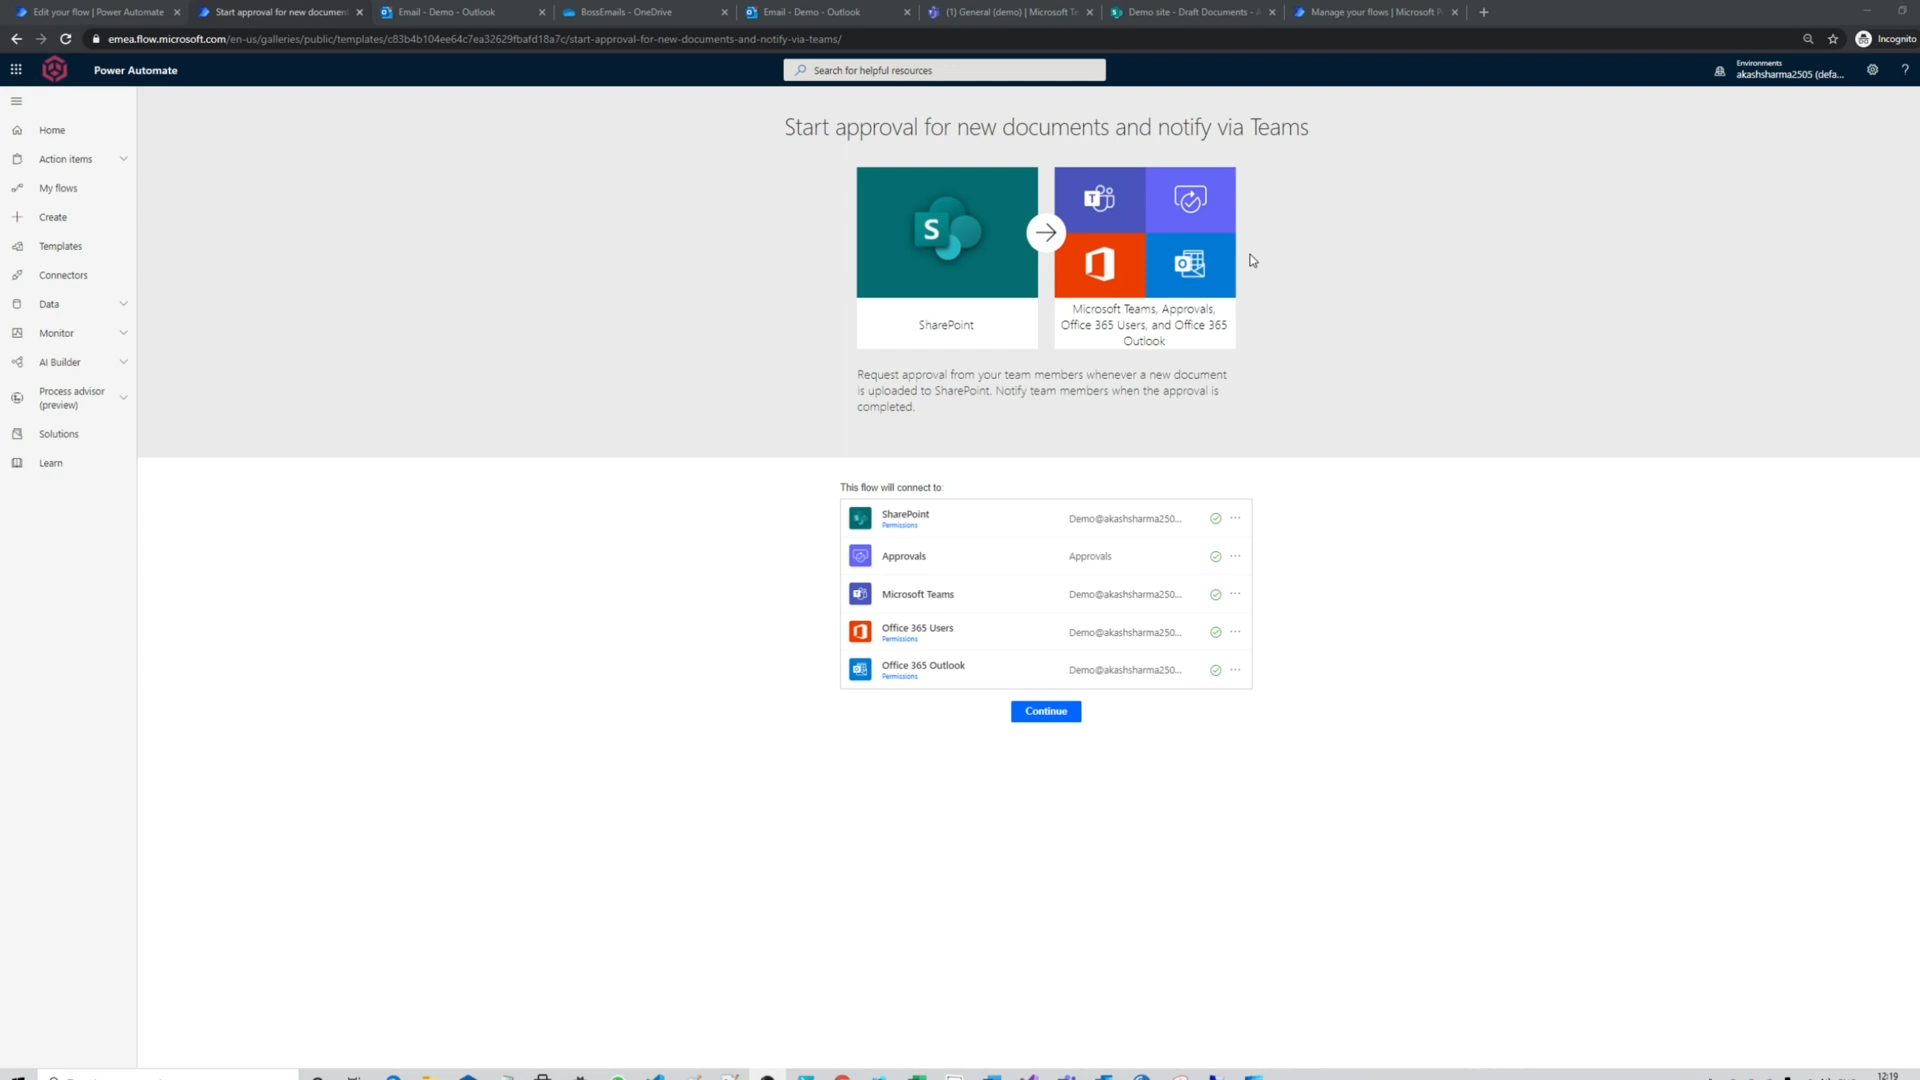 Edit your flow | Power Automate
Start approval for new document
Email - Demo - Outlook
BossEmails - OneDrive
Email - Demo - Outlook
(1) General (demo) | Microsoft Te
Demo site - Draft Documents - A
Manage your flows | Microsoft P
emea.flow.microsoft.com/en-us/galleries/public/templates/c83b4b104ee64c7ea32629fbafd18a7c/start-approval-for-new-documents-and-notify-via-teams/
Incognito
Power Automate
Search for helpful resources
Environments
akashsharma2505 (defa...
?
Home
Action items
My flows
Create
Templates
Connectors
Data
Monitor
AI Builder
Process advisor
(preview)
Solutions
Learn
Start approval for new documents and notify via Teams
SharePoint
Microsoft Teams, Approvals,
Office 365 Users, and Office 365
Outlook
Request approval from your team members whenever a new document
is uploaded to SharePoint. Notify team members when the approval is
completed.
This flow will connect to:
SharePoint
Permissions
Demo@akashsharma250...
Approvals
Approvals
Microsoft Teams
Demo@akashsharma250...
Office 365 Users
Permissions
Demo@akashsharma250...
Office 365 Outlook
Permissions
Demo@akashsharma250...
Continue
12:19